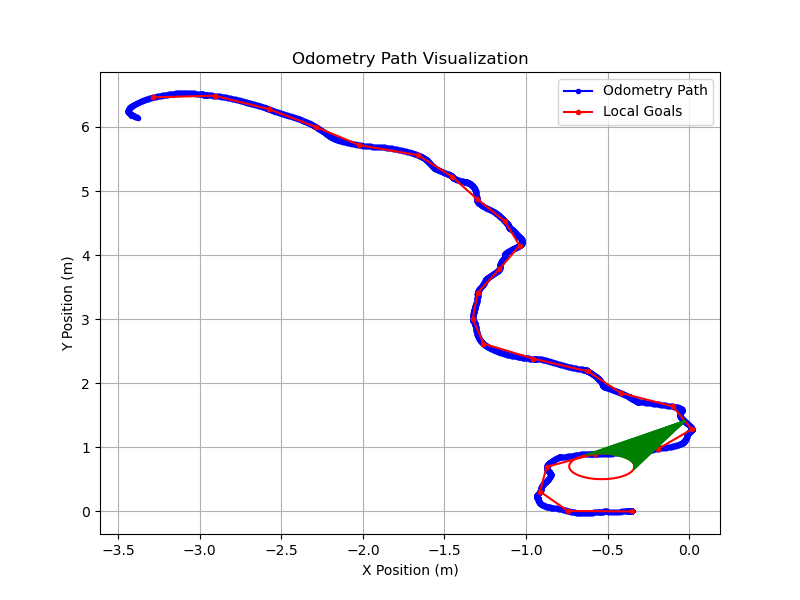 Odometry Path Visualization
Odometry Path
Local Goals
Y Position (m)
6
5
4
3
2
1
0
−3.5 −3.0 −2.5 −2.0 −1.5 −1.0 −0.5 0.0
X Position (m)